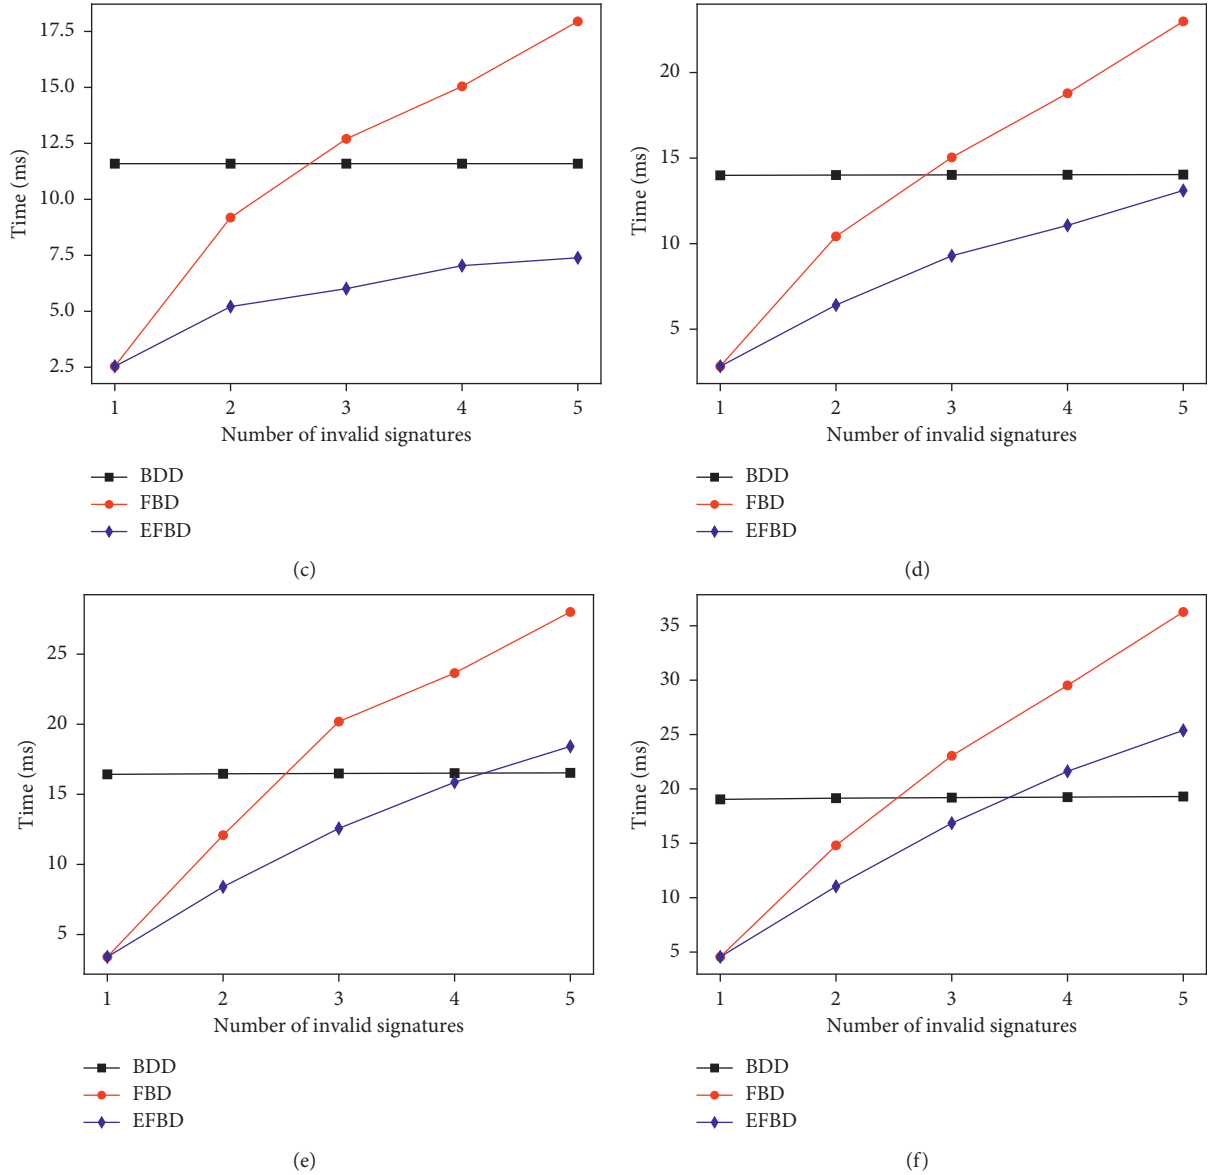 17.5
15.0
12.5
10.0
7.5
5.0
2.5
Time (ms)
1 2 3 4 5
Number of invalid signatures
BDD
FBD
EFBD
(c)
20
15
10
5
Time (ms)
1 2 3 4 5
Number of invalid signatures
BDD
FBD
EFBD
(d)
25
20
15
10
5
Time (ms)
1 2 3 4 5
Number of invalid signatures
BDD
FBD
EFBD
(e)
35
30
25
20
15
10
5
Time (ms)
1 2 3 4 5
Number of invalid signatures
BDD
FBD
EFBD
(f)